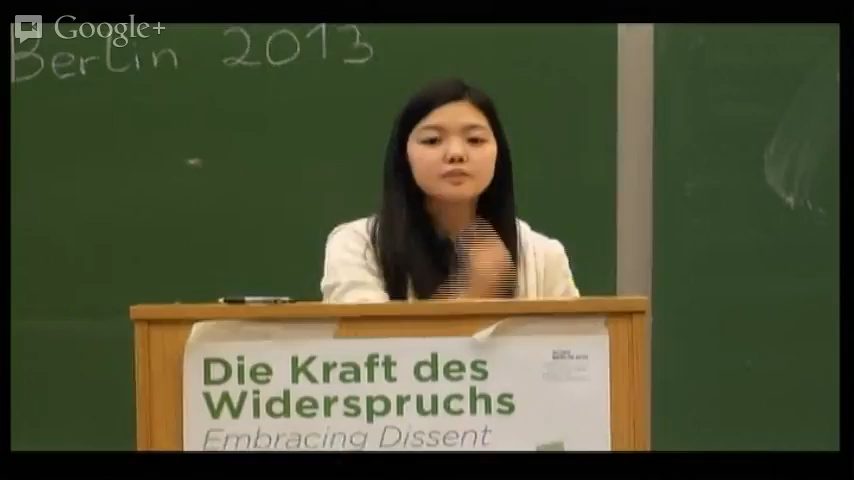 Google+
Berlin 2013
Die Kraft des
Widerspruchs
Embracing Dissent